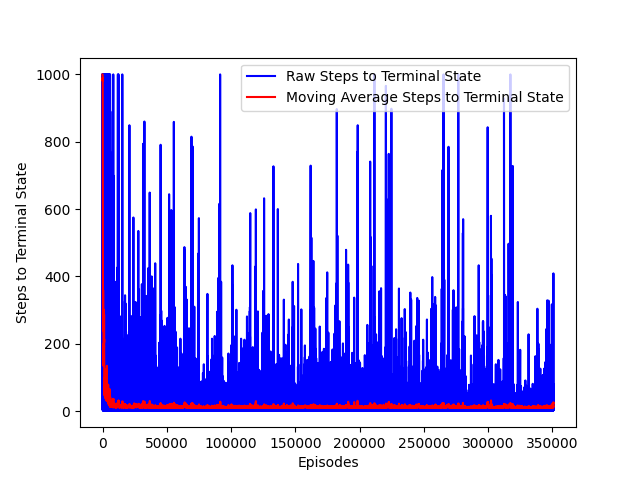 1000
800
600
400
200
0
Steps to Terminal State
Raw Steps to Terminal State
Moving Average Steps to Terminal State
0 50000 100000 150000 200000 250000 300000 350000
Episodes